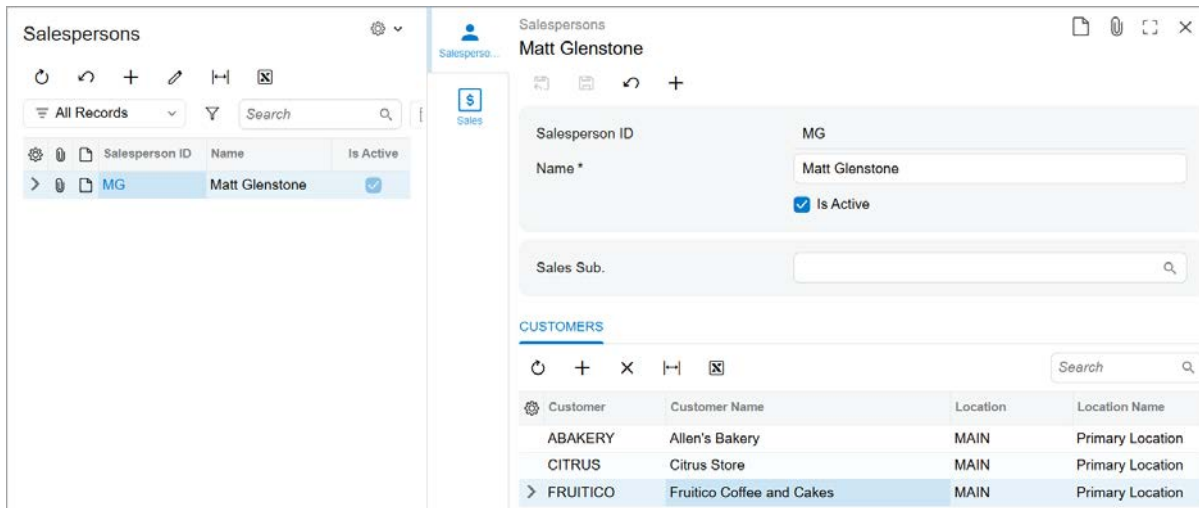 Salespersons
All Records
Search
Salesperson ID Name Is Active
MG Matt Glenstone
Salesperso...
Sales
Salespersons
Matt Glenstone
Salesperson ID MG
Name * Matt Glenstone
Is Active
Sales Sub.
CUSTOMERS
Search
Customer Customer Name Location Location Name
ABAKERY Allen's Bakery MAIN Primary Location
CITRUS Citrus Store MAIN Primary Location
FRUITICO Fruitico Coffee and Cakes MAIN Primary Location